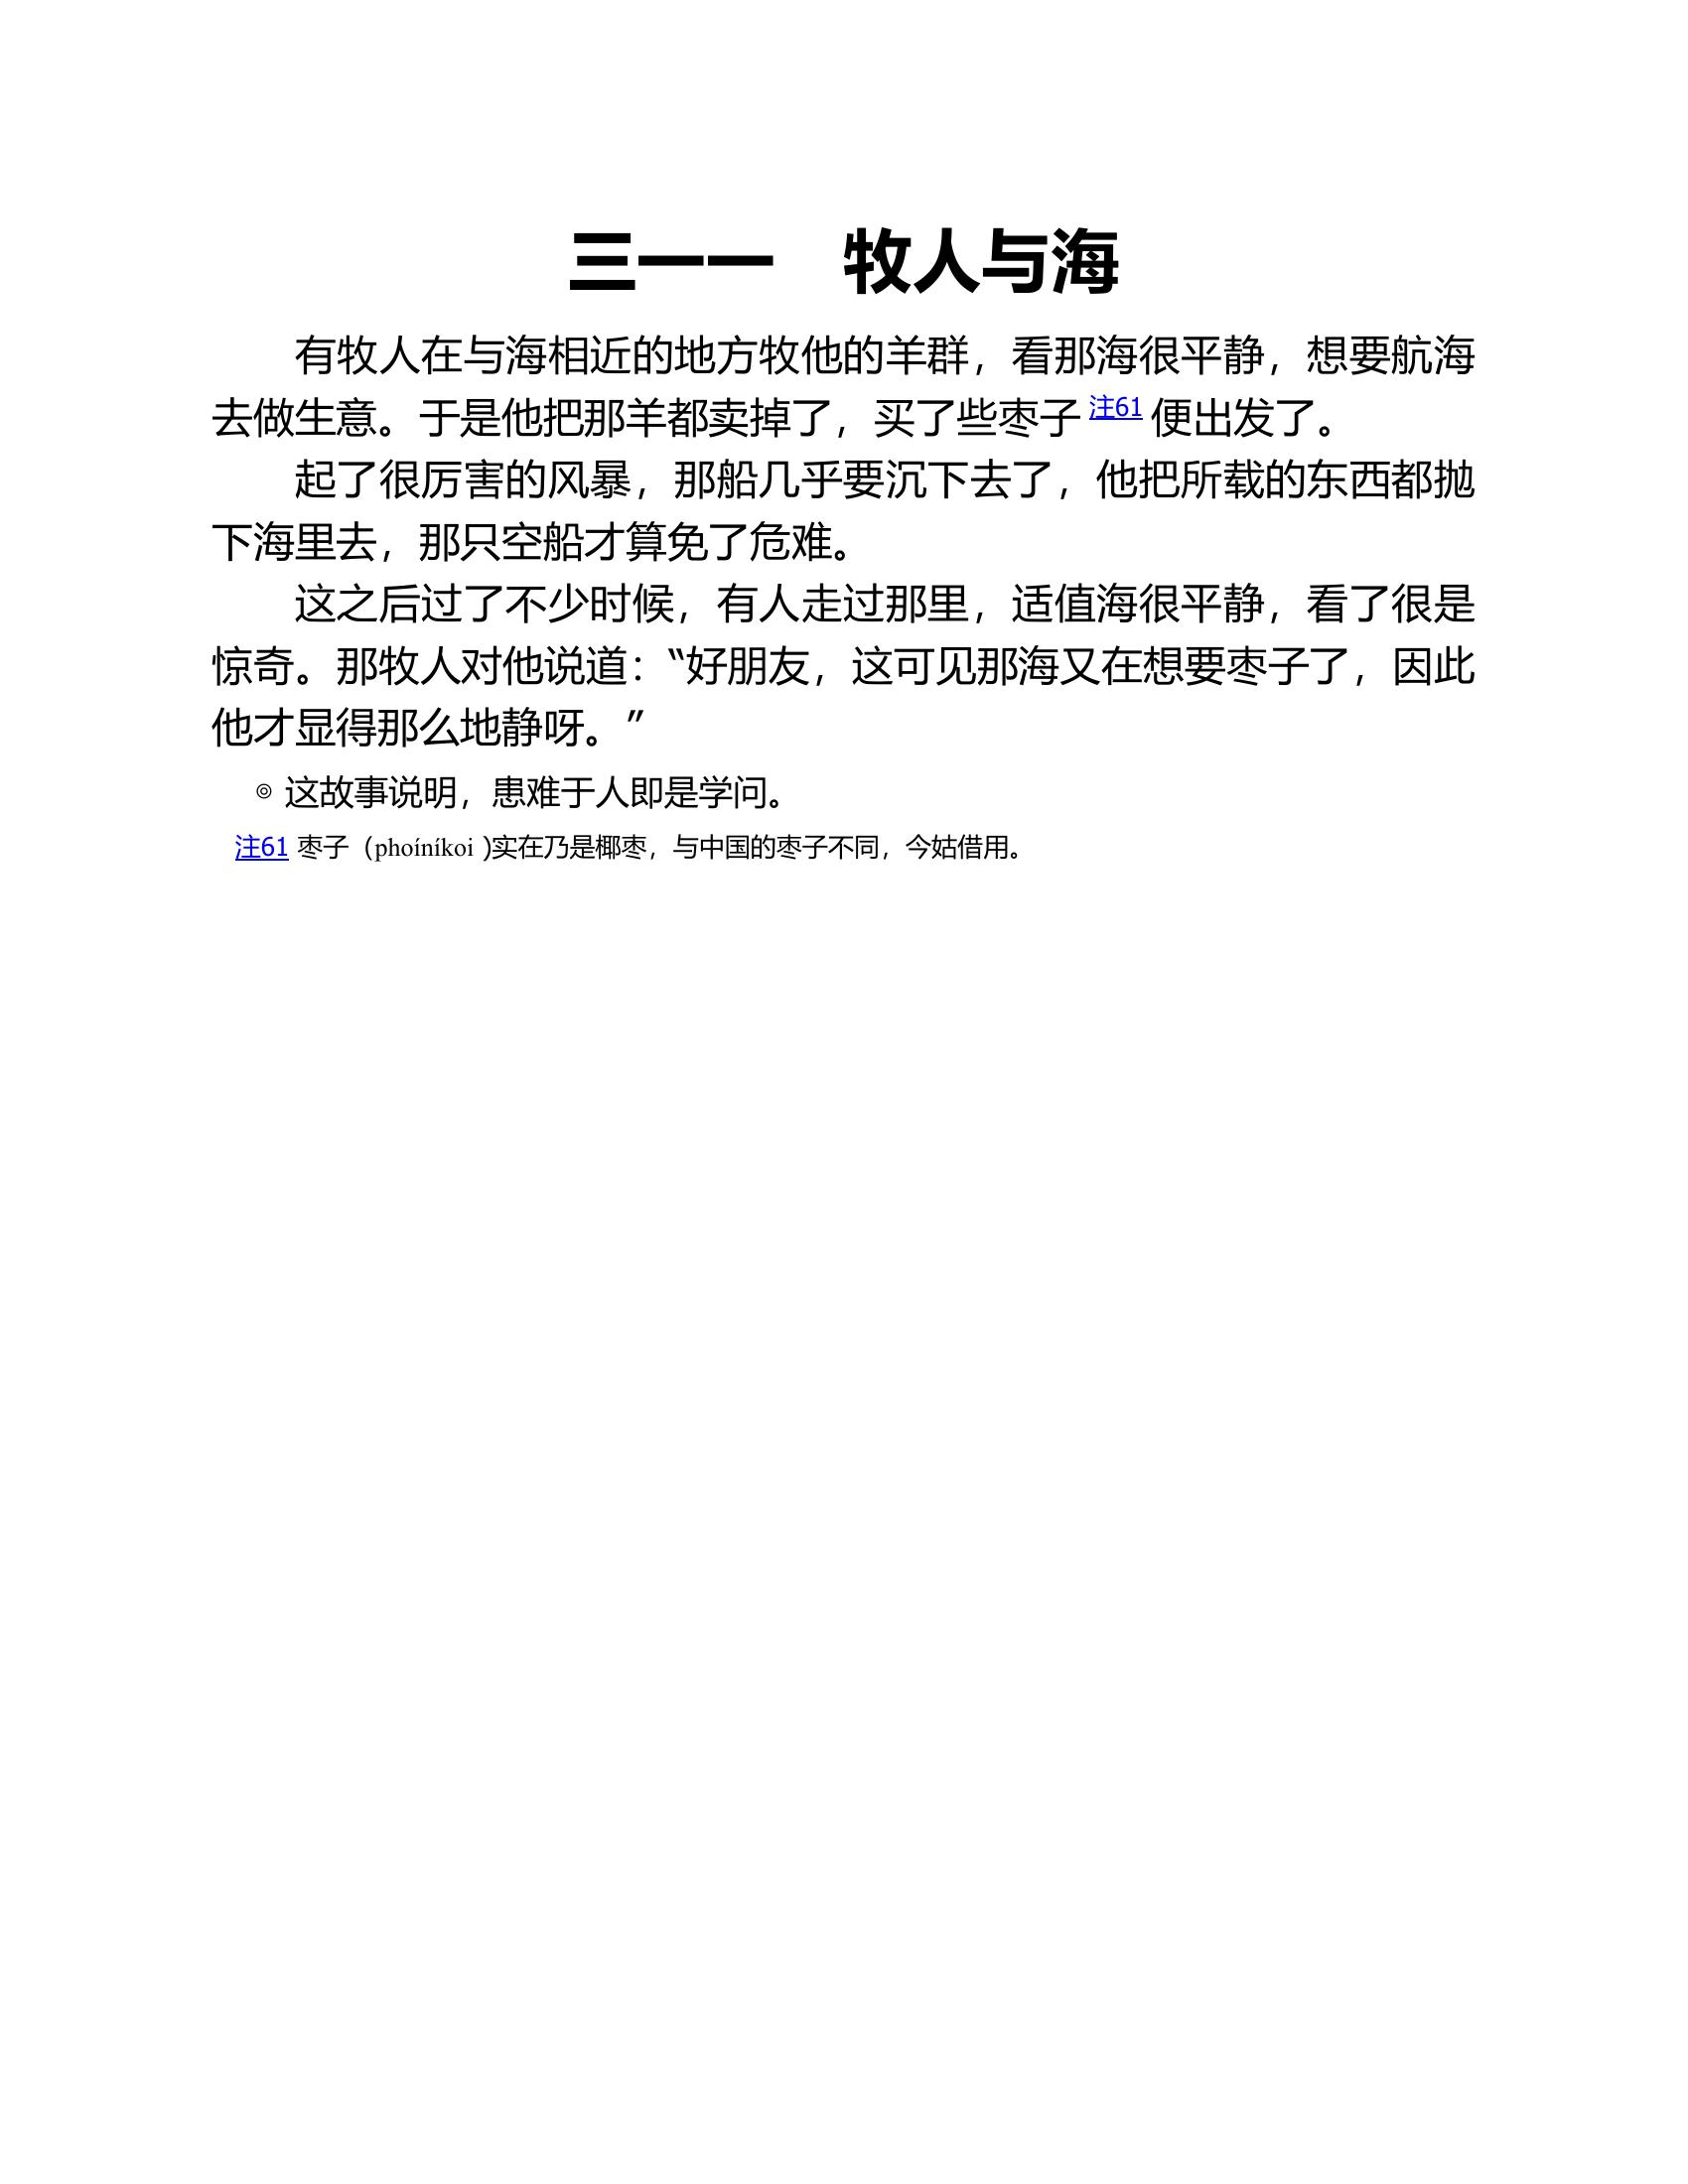 三一一　牧人与海
有牧人在与海相近的地方牧他的羊群，看那海很平静，想要航海
去做生意。于是他把那羊都卖掉了，买了些枣子 注61 便出发了。
起了很厉害的风暴，那船几乎要沉下去了，他把所载的东西都抛
下海里去，那只空船才算免了危难。
这之后过了不少时候，有人走过那里，适值海很平静，看了很是
惊奇。那牧人对他说道：“好朋友，这可见那海又在想要枣子了，因此
他才显得那么地静呀。”
◎ 这故事说明，患难于人即是学问。
注61 枣子（phoíníkoi )实在乃是椰枣，与中国的枣子不同，今姑借用。